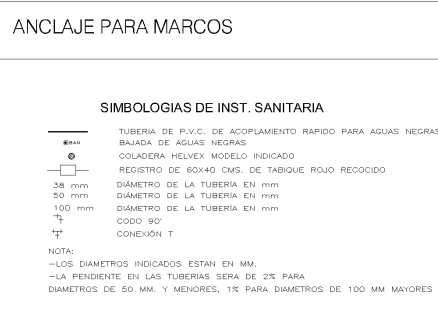 ANCLAJE PARA MARCOS
SIMBOLOGIAS DE INST. SANITARIA
TUBERIA DE P.V.C. DE ACOPLAMIENTO RAPIDO PARA AGUAS NEGRAS
BAN BAJADA DE AGUAS NEGRAS
COLADERA HELVEX MODELO INDICADO
REGISTRO DE 60X40 CMS. DE TABIQUE ROJO RECOCIDO
38 mm DIÁMETRO DE LA TUBERÍA EN mm
50 mm DIÁMETRO DE LA TUBERÍA EN mm
100 mm DIÁMETRO DE LA TUBERÍA EN mm
CODO 90°
CONEXIÓN T
NOTA:
-LOS DIAMETROS INDICADOS ESTAN EN MM.
-LA PENDIENTE EN LAS TUBERIAS SERA DE 2% PARA
DIAMETROS DE 50 MM. Y MENORES, 1% PARA DIAMETROS DE 100 MM MAYORES